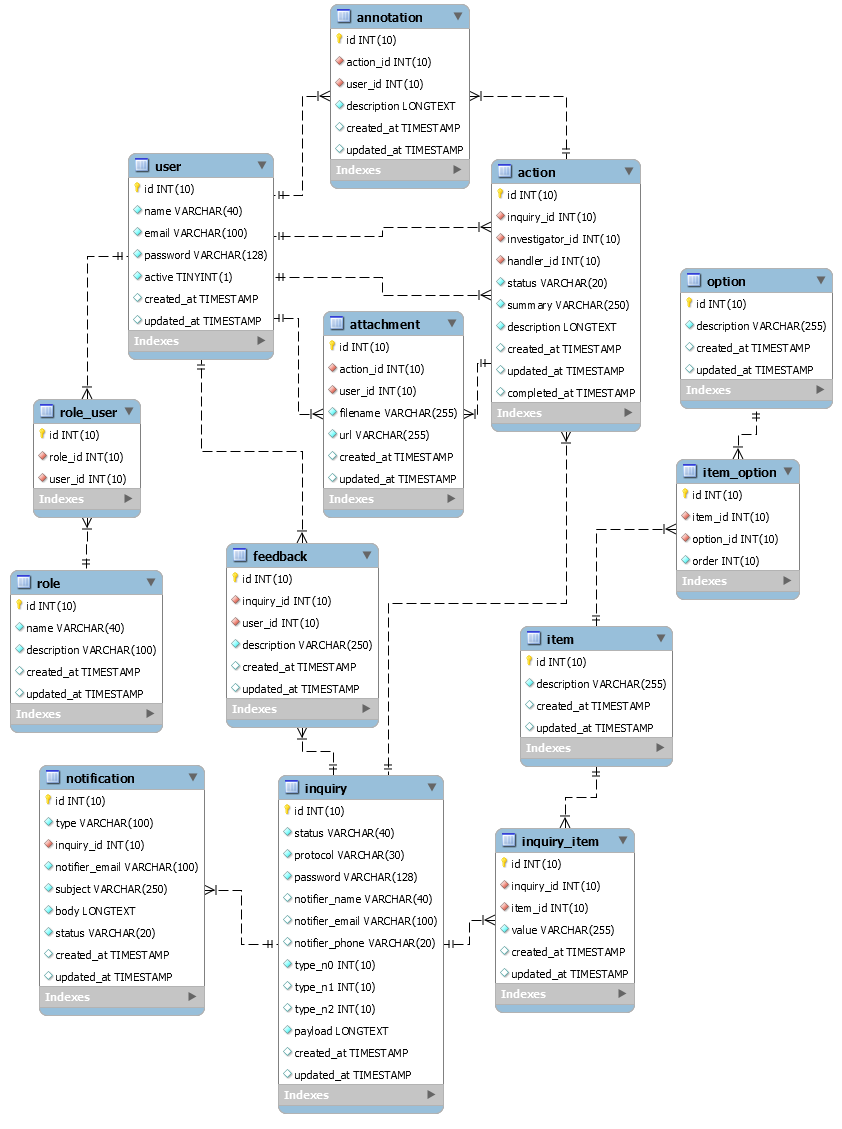 annotation
id INT(10)
action_id INT(10)
user_id INT(10)
description LONGTEXT
created_at TIMESTAMP
updated_at TIMESTAMP
Indexes
user
id INT(10)
name VARCHAR(40)
email VARCHAR(100)
password VARCHAR(128)
active TINYINT(1)
created_at TIMESTAMP
updated_at TIMESTAMP
Indexes
action
id INT(10)
inquiry_id INT(10)
investigator_id INT(10)
handler_id INT(10)
status VARCHAR(20)
summary VARCHAR(250)
description LONGTEXT
created_at TIMESTAMP
updated_at TIMESTAMP
completed_at TIMESTAMP
Indexes
option
id INT(10)
description VARCHAR(255)
created_at TIMESTAMP
updated_at TIMESTAMP
Indexes
attachment
id INT(10)
action_id INT(10)
user_id INT(10)
filename VARCHAR(255)
url VARCHAR(255)
created_at TIMESTAMP
updated_at TIMESTAMP
Indexes
role_user
id INT(10)
role_id INT(10)
user_id INT(10)
Indexes
item_option
id INT(10)
item_id INT(10)
option_id INT(10)
order INT(10)
Indexes
feedback
id INT(10)
inquiry_id INT(10)
user_id INT(10)
description VARCHAR(250)
created_at TIMESTAMP
updated_at TIMESTAMP
Indexes
role
id INT(10)
name VARCHAR(40)
description VARCHAR(100)
created_at TIMESTAMP
updated_at TIMESTAMP
Indexes
item
id INT(10)
description VARCHAR(255)
created_at TIMESTAMP
updated_at TIMESTAMP
Indexes
notification
id INT(10)
type VARCHAR(100)
inquiry_id INT(10)
notifier_email VARCHAR(100)
subject VARCHAR(250)
body LONGTEXT
status VARCHAR(20)
created_at TIMESTAMP
updated_at TIMESTAMP
Indexes
inquiry
id INT(10)
status VARCHAR(40)
protocol VARCHAR(30)
password VARCHAR(128)
notifier_name VARCHAR(40)
notifier_email VARCHAR(100)
notifier_phone VARCHAR(20)
type_n0 INT(10)
type_n1 INT(10)
type_n2 INT(10)
payload LONGTEXT
created_at TIMESTAMP
updated_at TIMESTAMP
Indexes
inquiry_item
id INT(10)
inquiry_id INT(10)
item_id INT(10)
value VARCHAR(255)
created_at TIMESTAMP
updated_at TIMESTAMP
Indexes